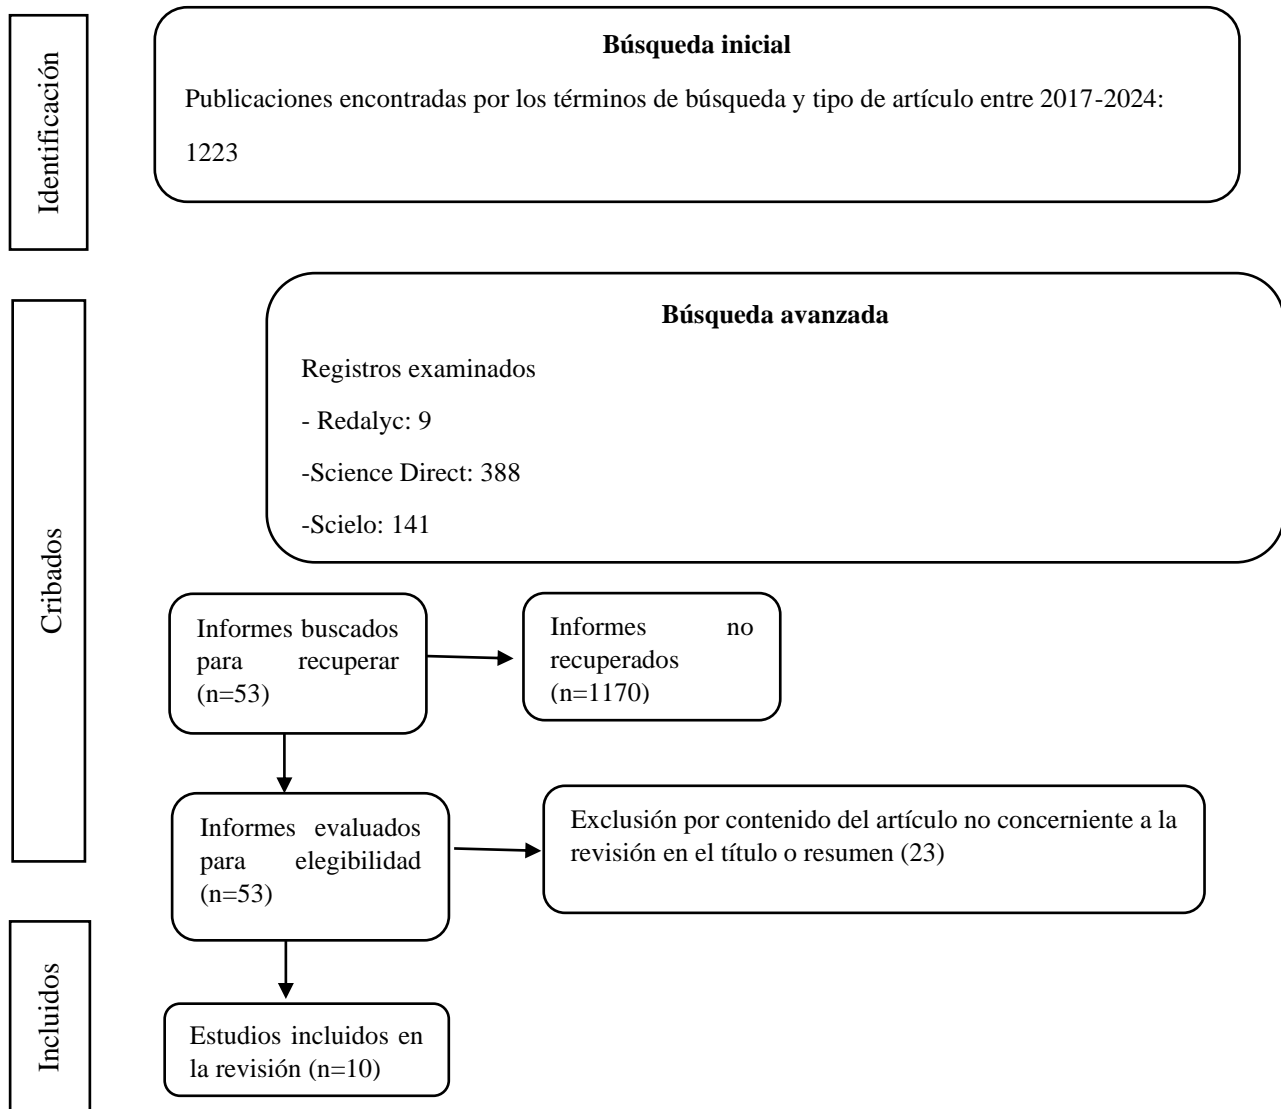 Identificación
Búsqueda inicial
Publicaciones encontradas por los términos de búsqueda y tipo de artículo entre 2017-2024:
1223
Cribados
Búsqueda avanzada
Registros examinados
- Redalyc: 9
-Science Direct: 388
-Scielo: 141
Informes buscados
para recuperar
(n=53)
Informes no
recuperados
(n=1170)
Informes evaluados
para elegibilidad
(n=53)
Exclusión por contenido del artículo no concerniente a la
revisión en el título o resumen (23)
Incluidos
Estudios incluidos en
la revisión (n=10)